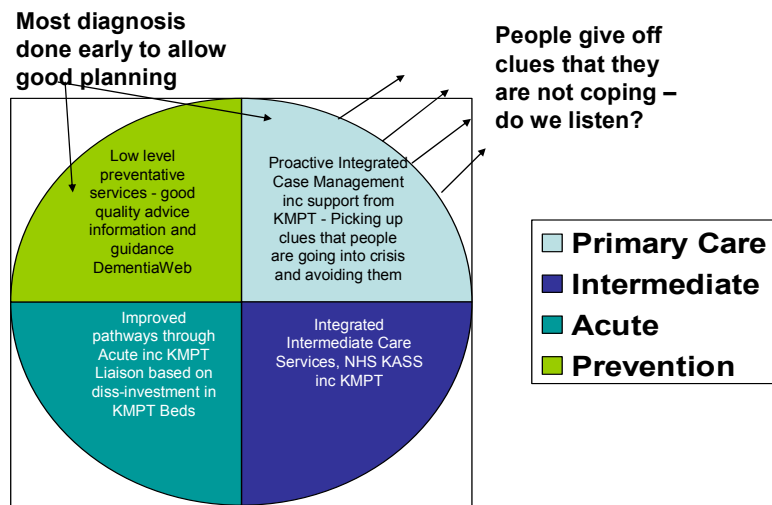 Most diagnosis
done early to allow
good planning
People give off
clues that they
are not coping –
do we listen?
Low level
preventative
services - good
quality advice
information and
guidance
DementiaWeb
Proactive Integrated
Case Management
inc support from
KMPT - Picking up
clues that people
are going into crisis
and avoiding them
Improved
pathways through
Acute inc KMPT
Liaison based on
diss-investment in
KMPT Beds
Integrated
Intermediate Care
Services, NHS KASS
inc KMPT
Primary Care
Intermediate
Acute
Prevention